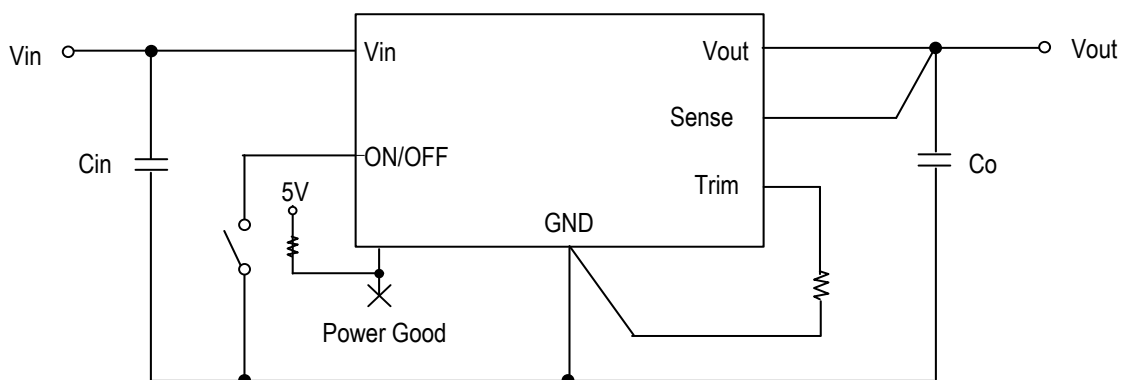 Vin
Vin
Vout
Vout
Sense
Cin
ON/OFF
Co
Trim
5V
GND
Power Good